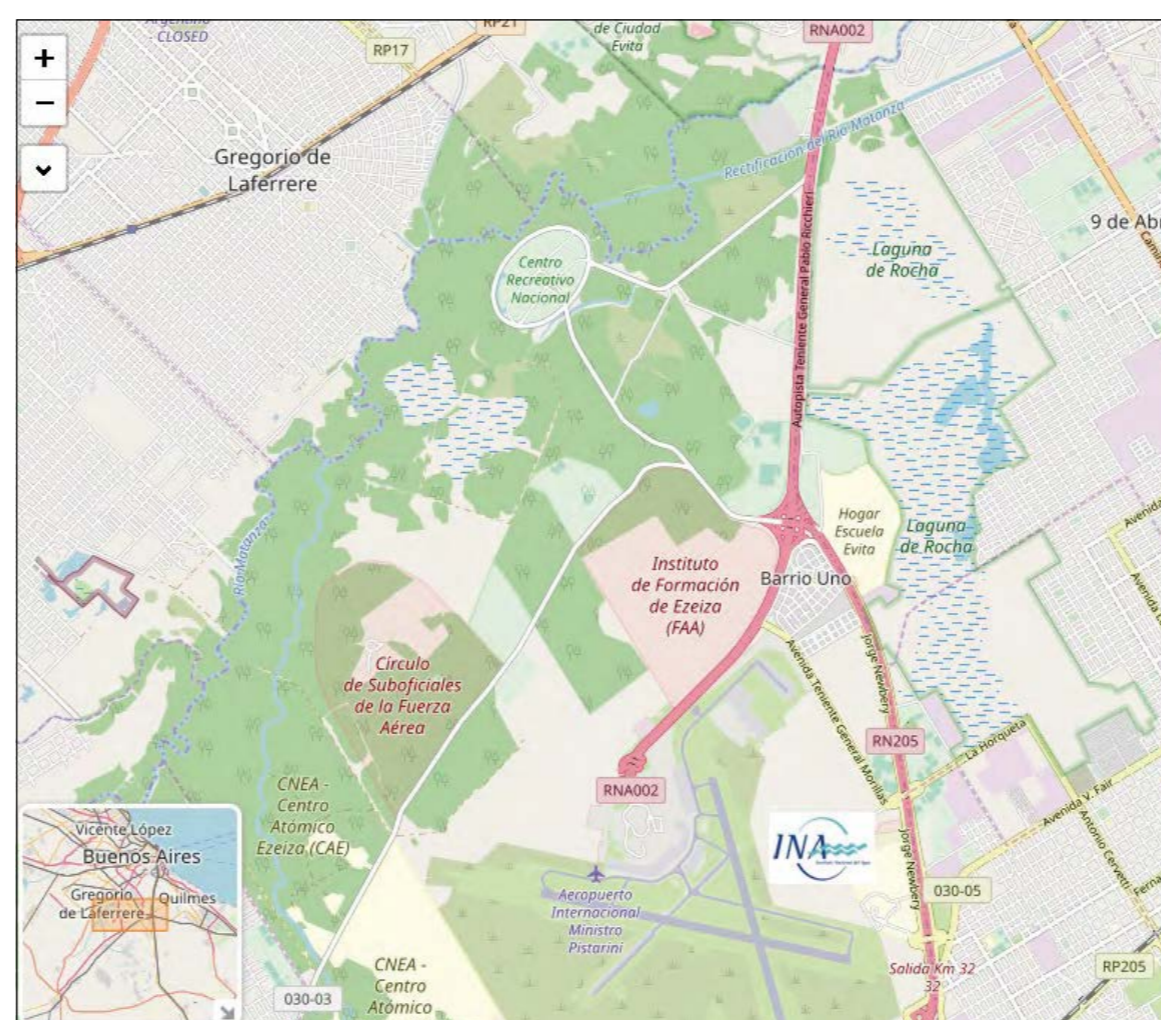 Argentino
- CLOSED
RP17
RP21
de Ciudad
Evita
RNA002
+
−
Gregorio de
Laferrere
Rectificación del Río Matanza
9 de Abr
Laguna
de Rocha
Centro
Recreativo
Nacional
Autopista Teniente General Pablo Ricchieri
Río Matanzas
Hogar
Escuela
Evita
Laguna
de Rocha
Avenida
Instituto
de Formación
de Ezeiza
(FAA)
Barrio Uno
Círculo
de Suboficiales
de la Fuerza
Aérea
Jorge Newbery
Avenida Teniente General Morillas
RN205
La Horqueta
RNA002
CNEA -
Centro
Atómico
Ezeiza (CAE)
Avenida V. Fair
Antonio Cervetti
Ferna
INA
Jorge Newbery
030-05
Vicente López
Buenos Aires
Gregorio
de Laferrere
Quilmes
Aeropuerto
Internacional
Ministro
Pistarini
CNEA -
Centro
Atómico
030-03
Salida Km 32
32
RP205